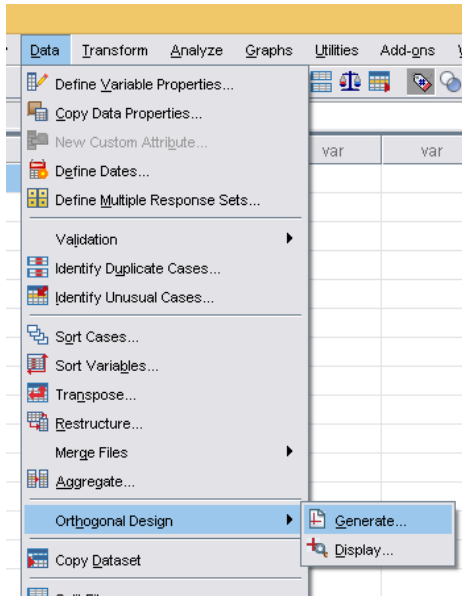 Data Transform Analyze Graphs Utilities Add-ons
Define Variable Properties...
Copy Data Properties...
New Custom Attribute...
var var
Define Dates...
Define Multiple Response Sets...
Validation
Identify Duplicate Cases...
Identify Unusual Cases...
Sort Cases...
Sort Variables...
Transpose...
Restructure...
Merge Files
Aggregate...
Orthogonal Design
Generate...
Display...
Copy Dataset